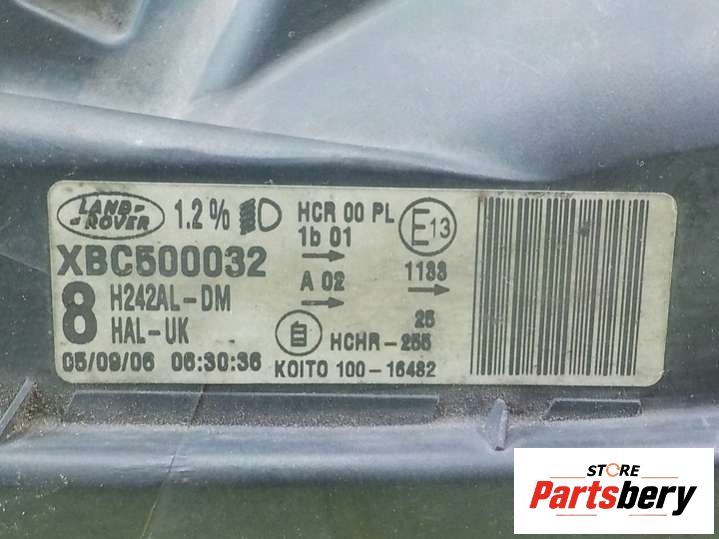 LAND-
-ROVER
1.2%
HCR 00 PL
1b 01
E13
XBC500032
A 02
1133
8
H242AL-DM
HAL-UK
25
HCHR-255
05/09/06 06:30:36
KOITO 100-16482
STORE
Partsbery